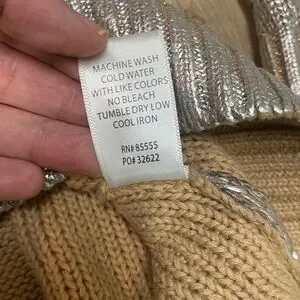 MACHINE WASH
COLD WATER
WITH LIKE COLORS
NO BLEACH
TUMBLE DRY LOW
COOL IRON
RN# 85555
PO# 32622